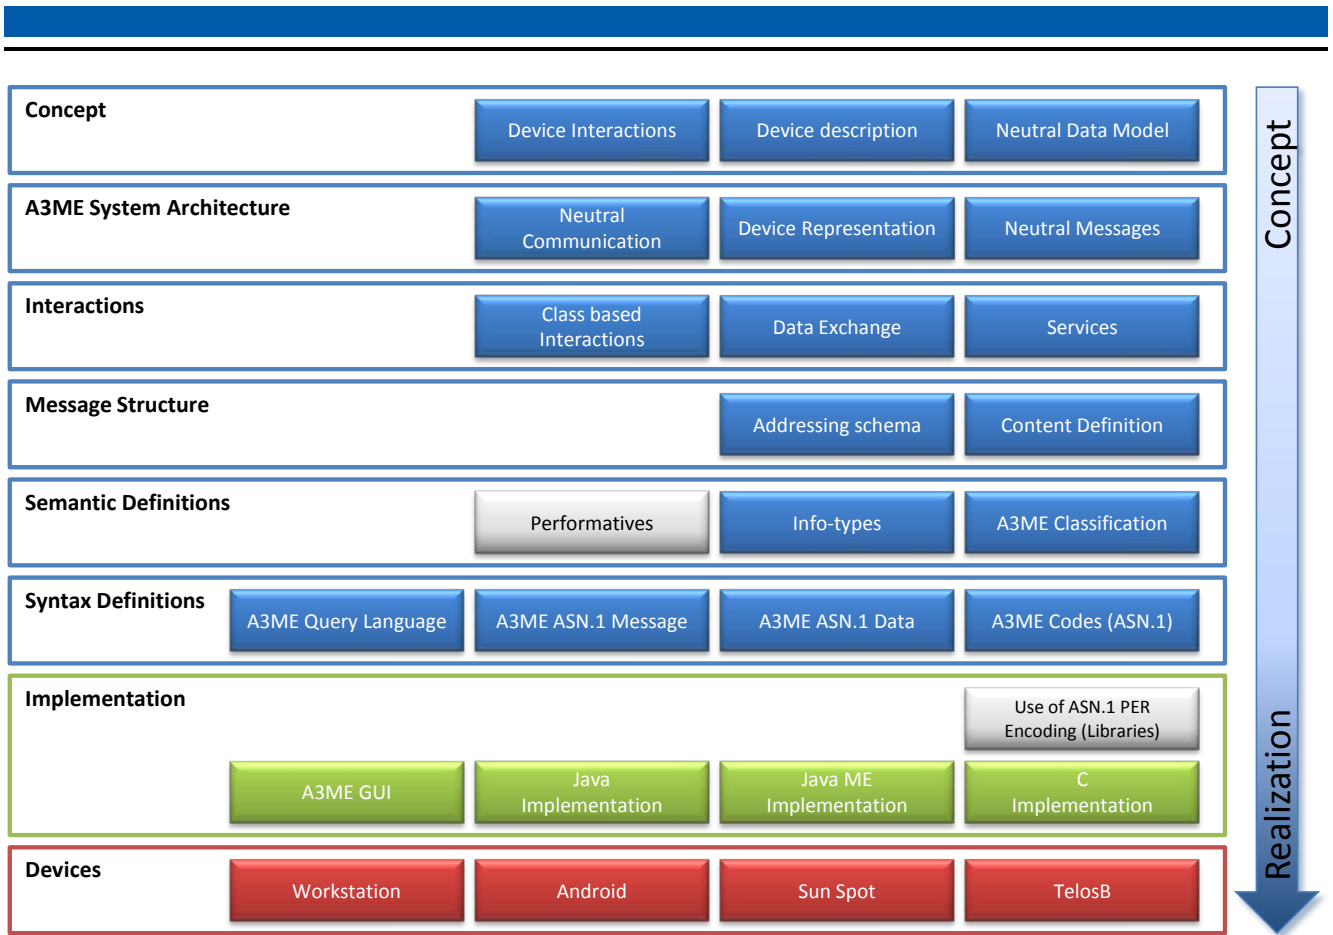 Concept
Device Interactions
Device description
Neutral Data Model
A3ME System Architecture
Neutral
Communication
Device Representation
Neutral Messages
Interactions
Class based
Interactions
Data Exchange
Services
Message Structure
Addressing schema
Content Definition
Semantic Definitions
Performatives
Info-types
A3ME Classification
Syntax Definitions
A3ME Query Language
A3ME ASN.1 Message
A3ME ASN.1 Data
A3ME Codes (ASN.1)
Implementation
Use of ASN.1 PER
Encoding (Libraries)
A3ME GUI
Java
Implementation
Java ME
Implementation
C
Implementation
Devices
Workstation
Android
Sun Spot
TelosB
Concept
Realization